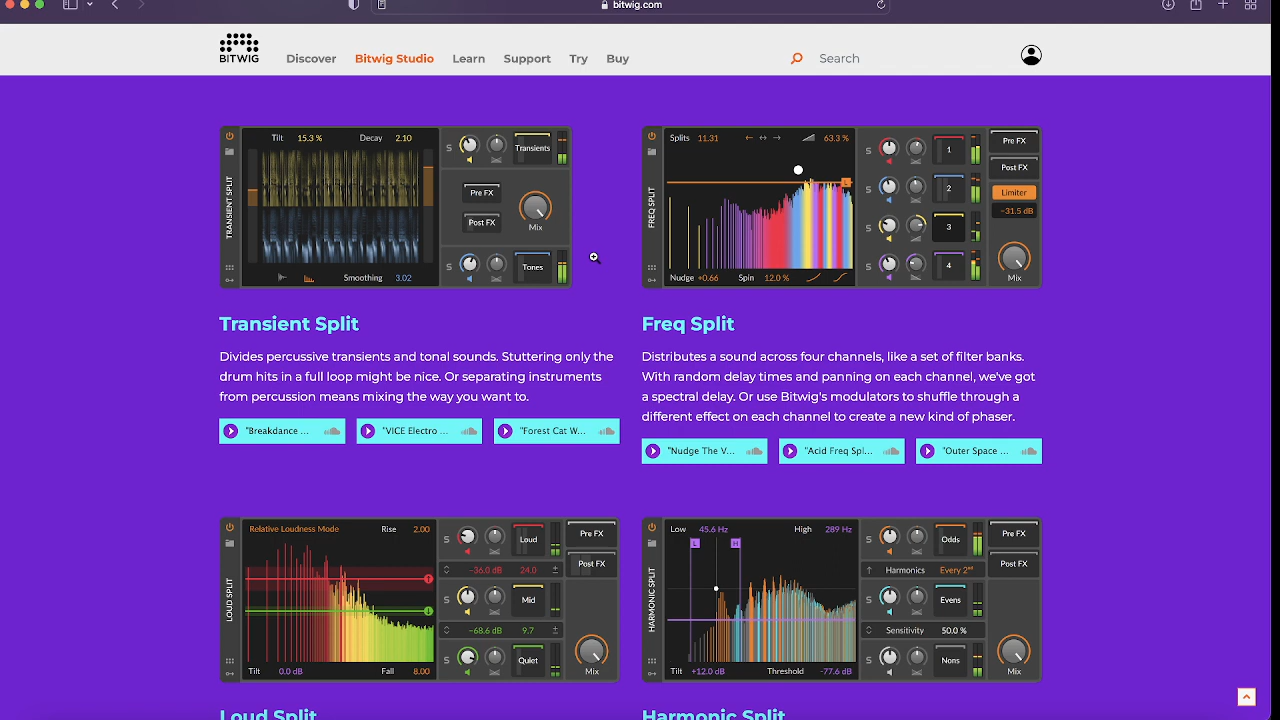 bitwig.com
BITWIG
Discover
Bitwig Studio
Learn
Support
Try
Buy
Search
TRANSIENT SPLIT
Tilt 15.3 %
Decay 2.10
Smoothing 3.02
S
Transients
Pre FX
Post FX
Mix
S
Tones
FREQ SPLIT
Splits 11.31
63.3 %
L
Nudge +0.66
Spin 12.0 %
S
1
S
2
S
3
S
4
Pre FX
Post FX
Limiter
−31.5 dB
Mix
Transient Split
Divides percussive transients and tonal sounds. Stuttering only the
drum hits in a full loop might be nice. Or separating instruments
from percussion means mixing the way you want to.
"Breakdance ...
"VICE Electro ...
"Forest Cat W...
Freq Split
Distributes a sound across four channels, like a set of filter banks.
With random delay times and panning on each channel, we've got
a spectral delay. Or use Bitwig's modulators to shuffle through a
different effect on each channel to create a new kind of phaser.
"Nudge The V...
"Acid Freq Spl...
"Outer Space ...
LOUD SPLIT
Relative Loudness Mode
Rise 2.00
Tilt 0.0 dB
Fall 8.00
S
Loud
−36.0 dB 24.0 ±
S
Mid
−68.6 dB 9.7 ±
S
Quiet
Pre FX
Post FX
Mix
HARMONIC SPLIT
Low 45.6 Hz
High 289 Hz
L
H
Tilt +12.0 dB
Threshold -77.6 dB
S
Odds
Harmonics Every 2nd
S
Evens
Sensitivity 50.0 %
S
Nons
Pre FX
Post FX
Mix
Loud Split
Harmonic Split